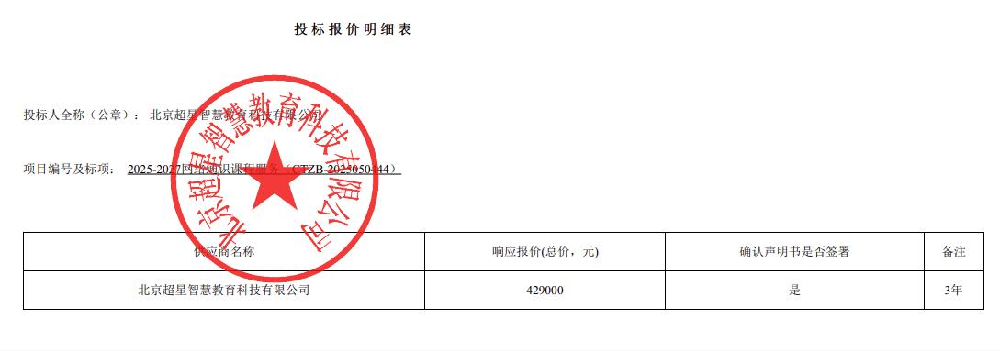 投标报价明细表
投标人全称（公章）： 北京超星智慧教育科技有限公司
北京超星智慧教育科技有限公司
项目编号及标项： 2025-2027网络通识课程服务（CTZB-2025050444）
供应商名称 响应报价(总价，元) 确认声明书是否签署 备注
北京超星智慧教育科技有限公司 429000 是 3年